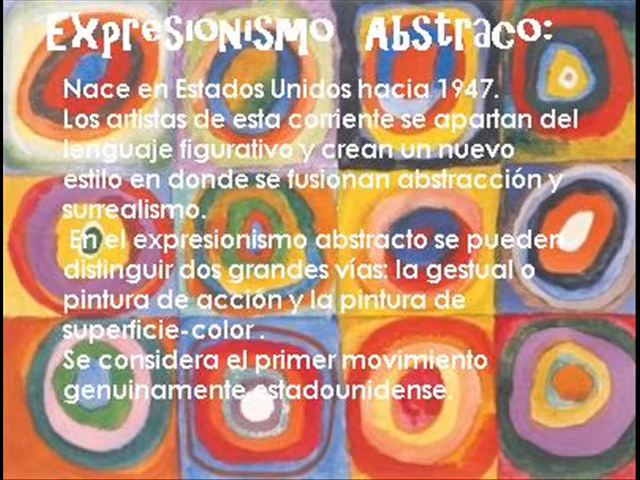 Expresionismo Abstraco:
Nace en Estados Unidos hacia 1947.
Los artistas de esta corriente se apartan del
lenguaje figurativo y crean un nuevo
estilo en donde se fusionan abstracción y
surrealismo.
En el expresionismo abstracto se pueden
distinguir dos grandes vías: la gestual o
pintura de acción y la pintura de
superficie-color .
Se considera el primer movimiento
genuinamente estadounidense.